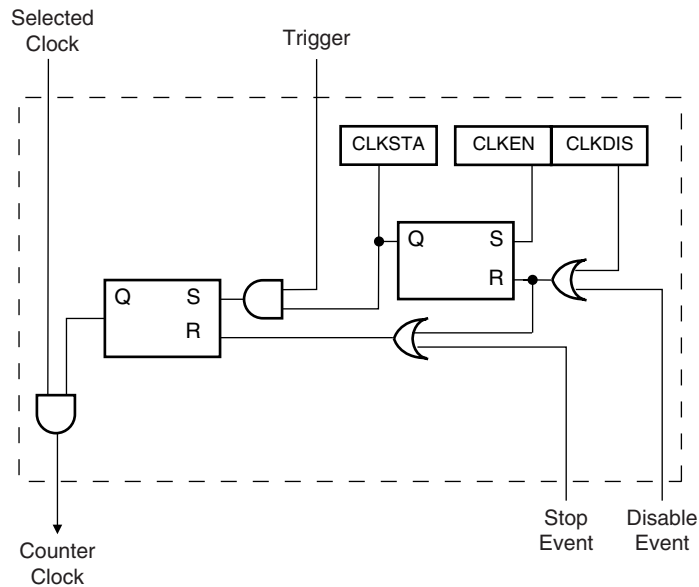 Selected
Clock
Trigger
CLKSTA
CLKEN
CLKDIS
Q
S
R
Q
S
R
Stop
Event
Disable
Event
Counter
Clock